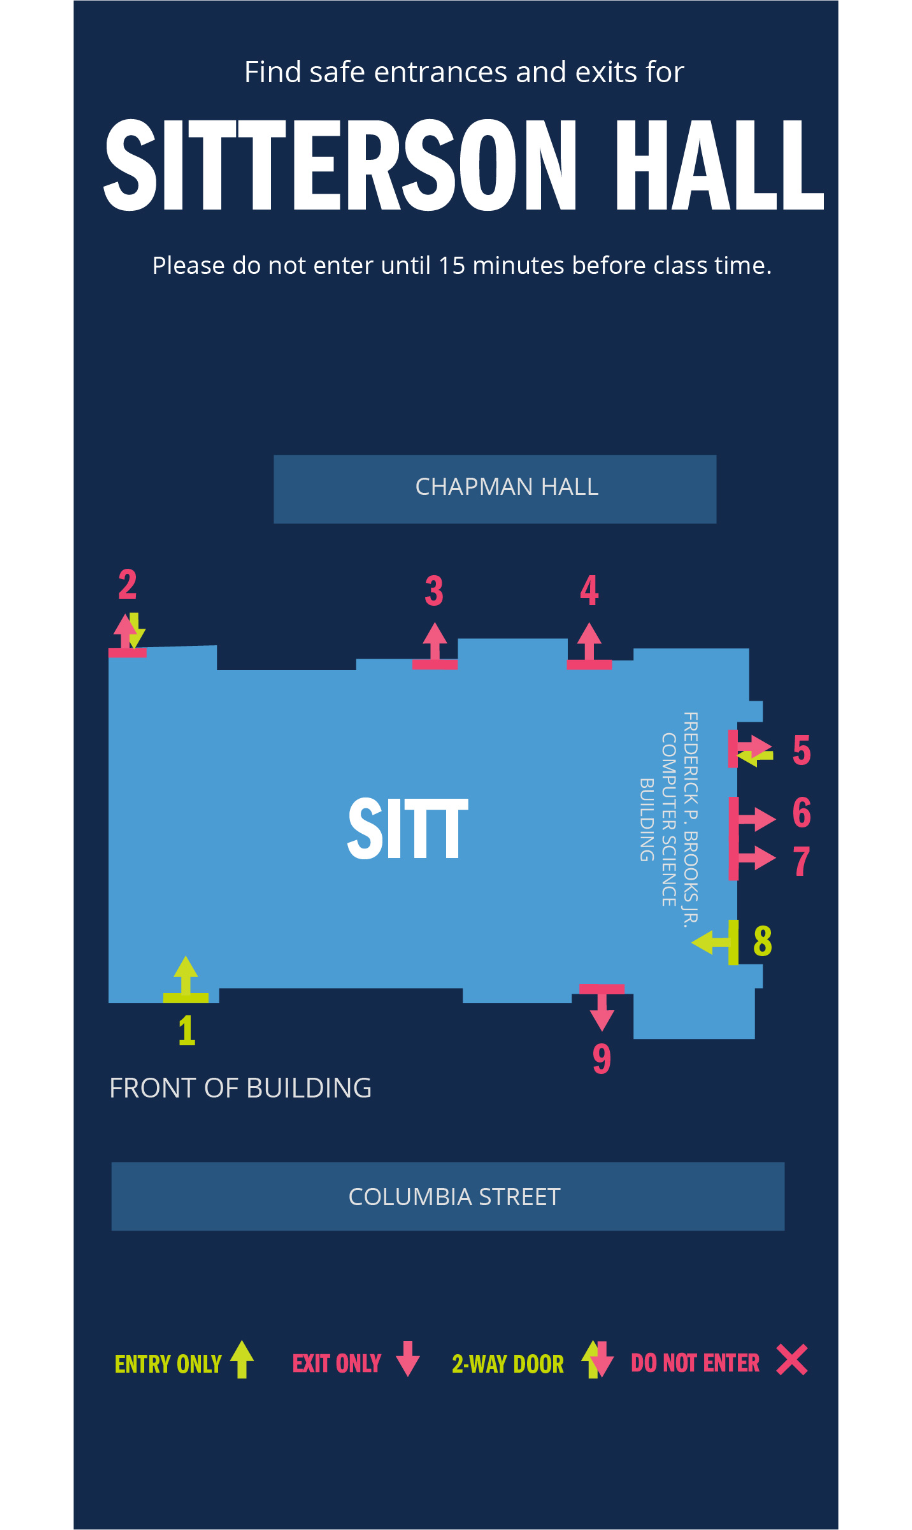 Find safe entrances and exits for
SITTERSON HALL
Please do not enter until 15 minutes before class time.
CHAPMAN HALL
2
3
4
5
6
7
8
FREDERICK P. BROOKS JR.
COMPUTER SCIENCE
BUILDING
SITT
1
9
FRONT OF BUILDING
COLUMBIA STREET
ENTRY ONLY
EXIT ONLY
2-WAY DOOR
DO NOT ENTER